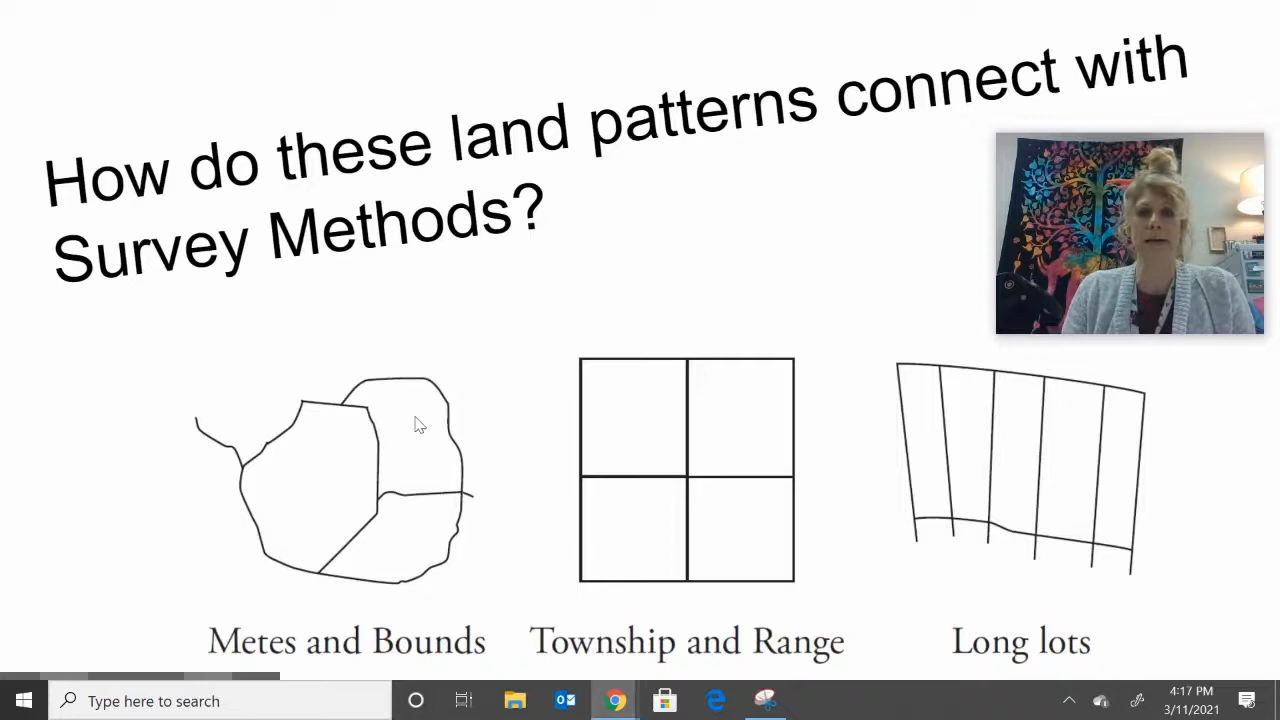 How do these land patterns connect with
Survey Methods?
Metes and Bounds
Township and Range
Long lots
Type here to search
4:17 PM
3/11/2021